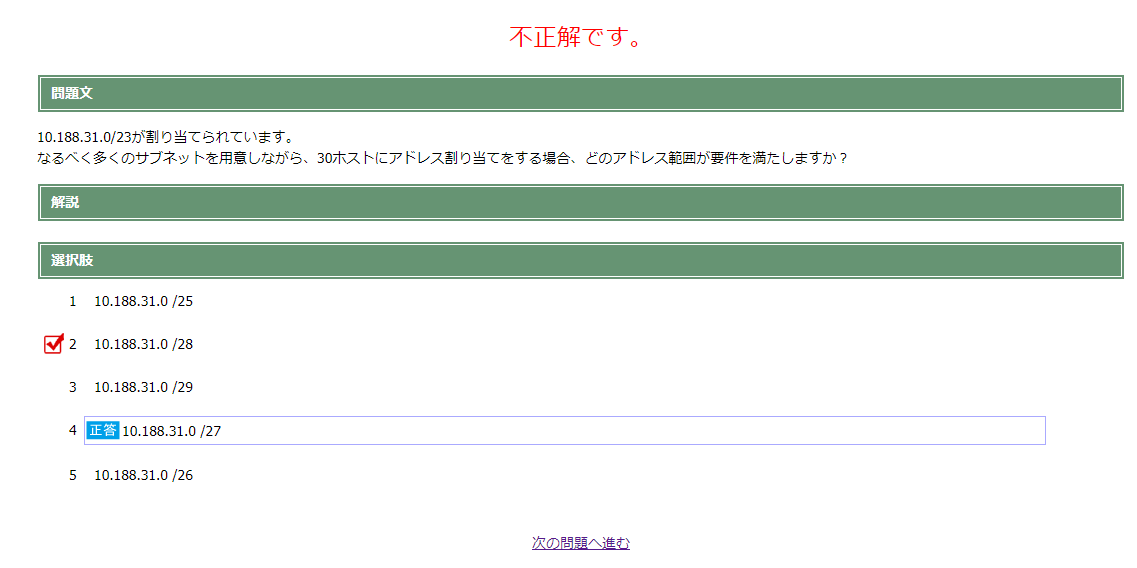 不正解です。
問題文
10.188.31.0/23が割り当てられています。
なるべく多くのサブネットを用意しながら、30ホストにアドレス割り当てをする場合、どのアドレス範囲が要件を満たしますか？
解説
選択肢
1 10.188.31.0 /25
2 10.188.31.0 /28
3 10.188.31.0 /29
4 正答 10.188.31.0 /27
5 10.188.31.0 /26
次の問題へ進む